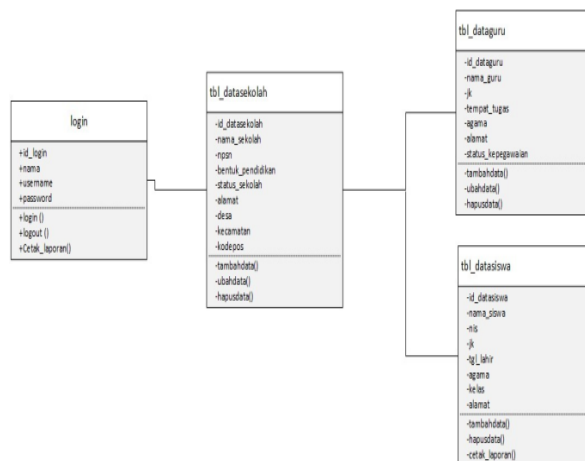 login
+id_login
+nama
+username
+password
+login ()
+logout ()
+Cetak_laporan()
tbl_datasekolah
-id_datasekolah
-nama_sekolah
-npsn
-bentuk_pendidikan
-status_sekolah
-alamat
-desa
-kecamatan
-kodepos
-tambahdata()
-ubahdata()
-hapusdata()
tbl_dataguru
-id_dataguru
-nama_guru
-jk
-tempat_tugas
-agama
-alamat
-status_kepegawaian
-tambahdata()
-ubahdata()
-hapusdata()
tbl_datasiswa
-id_datasiswa
-nama_siswa
-nis
-jk
-tgl_lahir
-agama
-kelas
-alamat
-tambahdata()
-hapusdata()
-cetak_laporan()